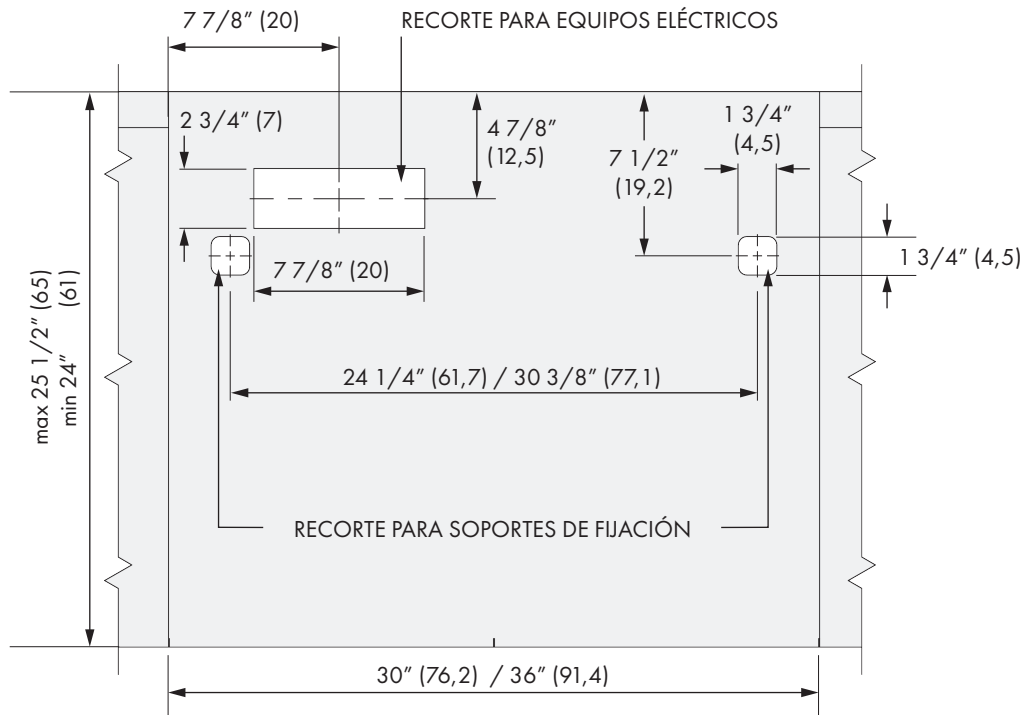 7 7/8” (20)
RECORTE PARA EQUIPOS ELÉCTRICOS
2 3/4” (7)
4 7/8”
(12,5)
7 1/2”
(19,2)
1 3/4”
(4,5)
1 3/4” (4,5)
7 7/8” (20)
max 25 1/2” (65)
min 24” (61)
24 1/4” (61,7) / 30 3/8” (77,1)
RECORTE PARA SOPORTES DE FIJACIÓN
30” (76,2) / 36” (91,4)